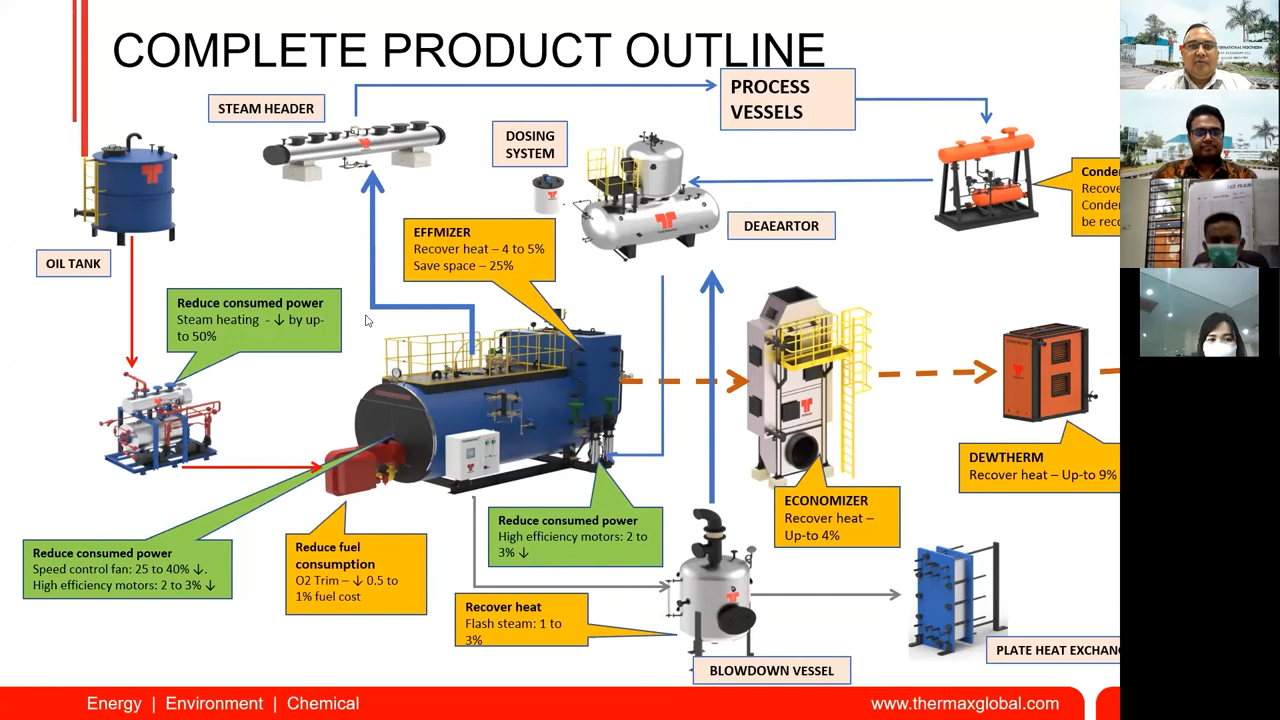 COMPLETE PRODUCT OUTLINE
STEAM HEADER
PROCESS
VESSELS
DOSING
SYSTEM
OIL TANK
EFFMIZER
Recover heat – 4 to 5%
Save space – 25%
DEAEARTOR
Conde
Recove
Conde
be reco
Reduce consumed power
Steam heating - ↓ by up-
to 50%
DEWTHERM
Recover heat – Up-to 9%
ECONOMIZER
Recover heat –
Up-to 4%
Reduce consumed power
High efficiency motors: 2 to
3% ↓
Reduce consumed power
Speed control fan: 25 to 40% ↓.
High efficiency motors: 2 to 3% ↓
Reduce fuel
consumption
O2 Trim – ↓ 0.5 to
1% fuel cost
Recover heat
Flash steam: 1 to
3%
BLOWDOWN VESSEL
PLATE HEAT EXCHAN
Energy | Environment | Chemical
www.thermaxglobal.com